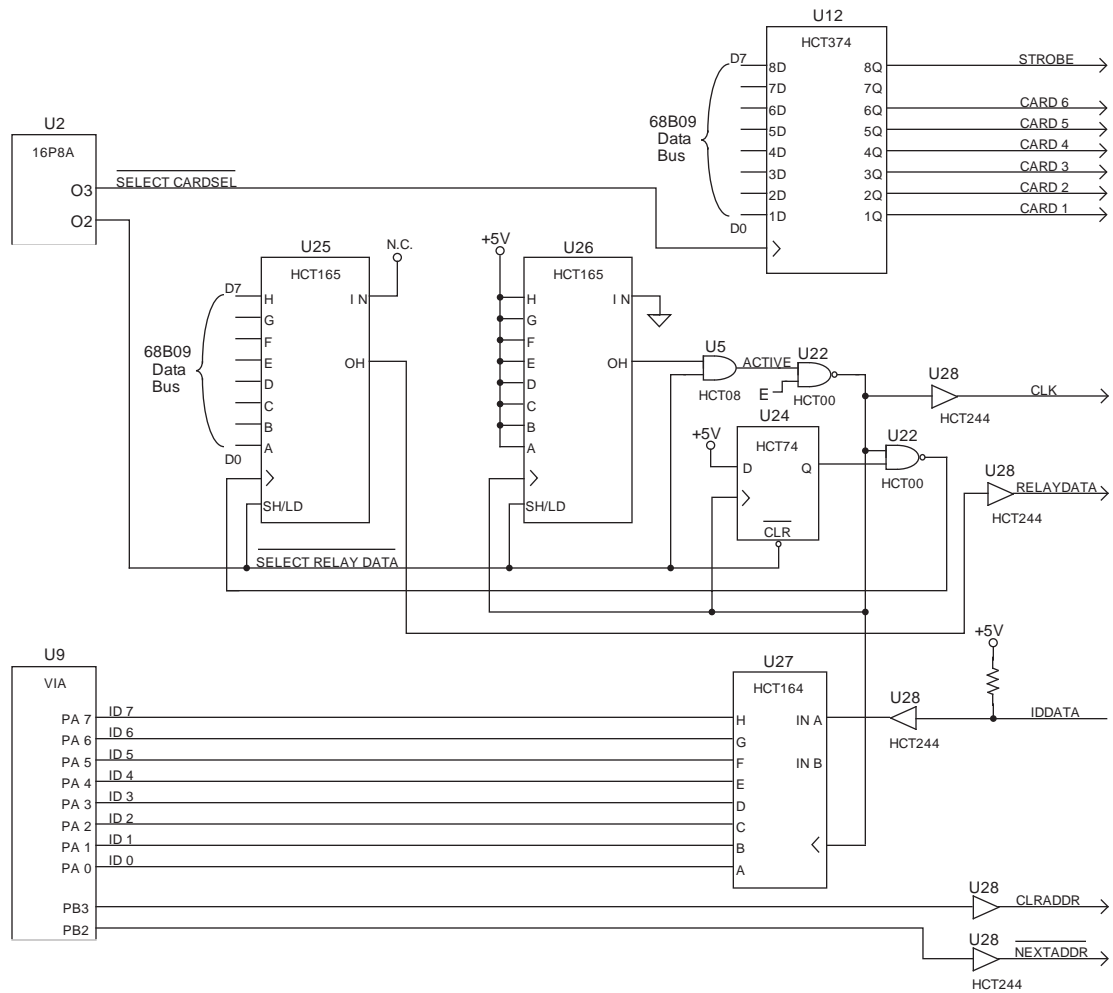 U12
HCT374
D7
8D
8Q
STROBE
7D
7Q
6D
6Q
CARD 6
5D
5Q
CARD 5
4D
4Q
CARD 4
3D
3Q
CARD 3
2D
2Q
CARD 2
1D
1Q
CARD 1
D0
68B09
Data
Bus
U2
16P8A
O3
SELECT CARDSEL
O2
U25
HCT165
N.C.
D7
H
IN
G
F
E
OH
D
C
B
A
D0
SH/LD
68B09
Data
Bus
+5V
U26
HCT165
H
IN
G
F
E
OH
D
C
B
A
SH/LD
U5
HCT08
ACTIVE
U22
E
HCT00
U28
CLK
HCT244
U24
+5V
HCT74
D
Q
CLR
U22
HCT00
U28
RELAYDATA
HCT244
SELECT RELAY DATA
+5V
U9
VIA
PA 7
ID 7
PA 6
ID 6
PA 5
ID 5
PA 4
ID 4
PA 3
ID 3
PA 2
ID 2
PA 1
ID 1
PA 0
ID 0
PB3
PB2
U27
HCT164
H
IN A
G
F
IN B
E
D
C
B
A
U28
HCT244
IDDATA
U28
CLRADDR
U28
NEXTADDR
HCT244